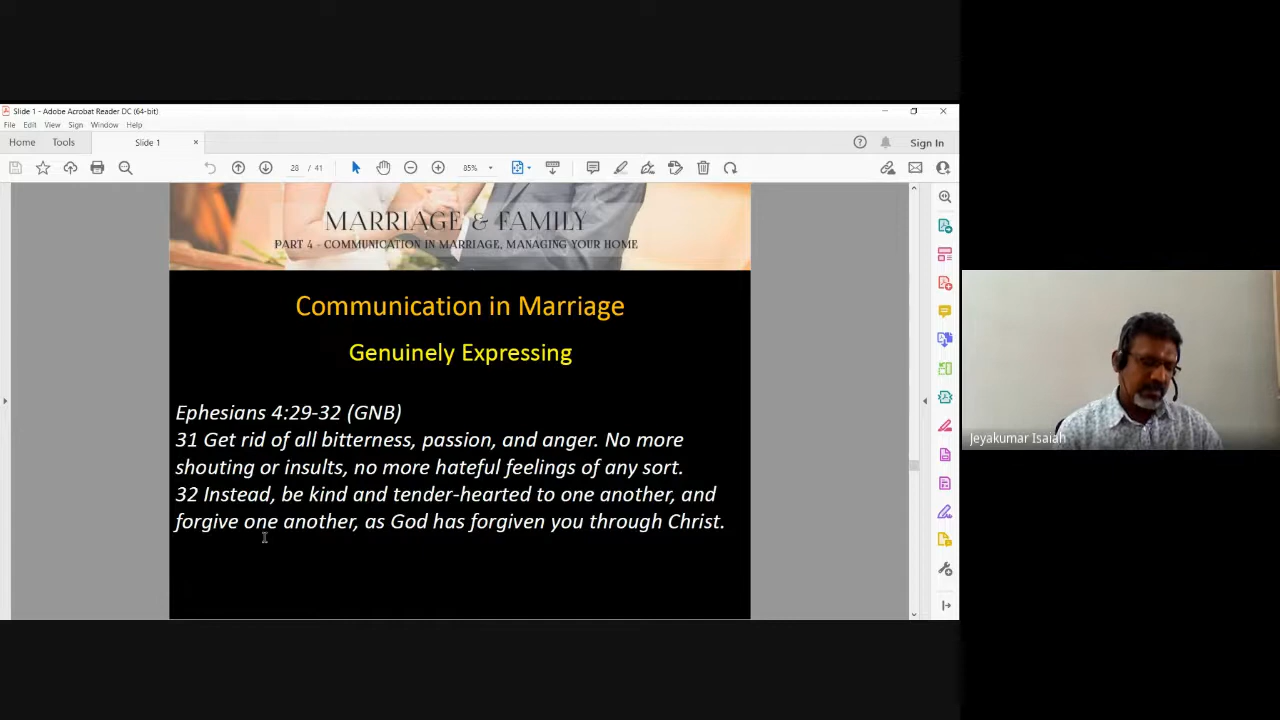 Slide 1 - Adobe Acrobat Reader DC (64-bit)
File Edit View Sign Window Help
Home Tools Slide 1 × Sign In
28 / 41 85%
MARRIAGE & FAMILY
PART 4 - COMMUNICATION IN MARRIAGE, MANAGING YOUR HOME
Communication in Marriage
Genuinely Expressing
Ephesians 4:29-32 (GNB)
31 Get rid of all bitterness, passion, and anger. No more
shouting or insults, no more hateful feelings of any sort.
32 Instead, be kind and tender-hearted to one another, and
forgive one another, as God has forgiven you through Christ.
Jeyakumar Isaiah